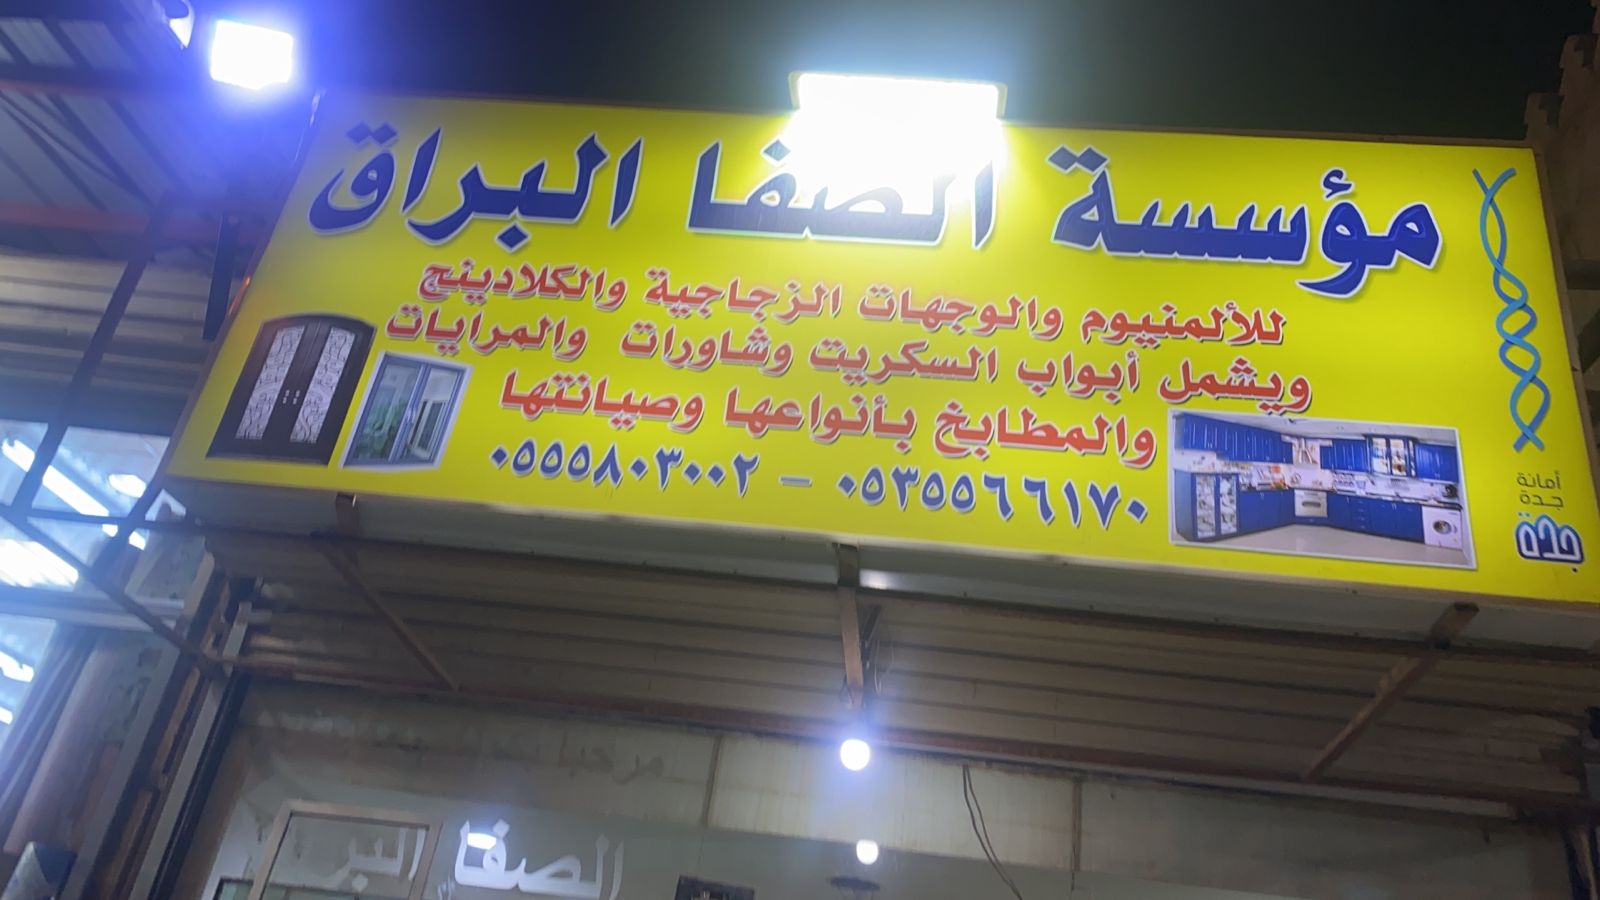 مؤسسة الصفا البراق
للألمنيوم والوجهات الزجاجية والكلادينج
ويشمل أبواب السكريت وشاورات والمرايات
والمطابخ بأنواعها وصيانتها
٠٥٥٥٨٠٣٠٠٢ – ٠٥٣٥٥٦٦١٧٠
أمانة
جدة
جدة
مرحبا
الصفا